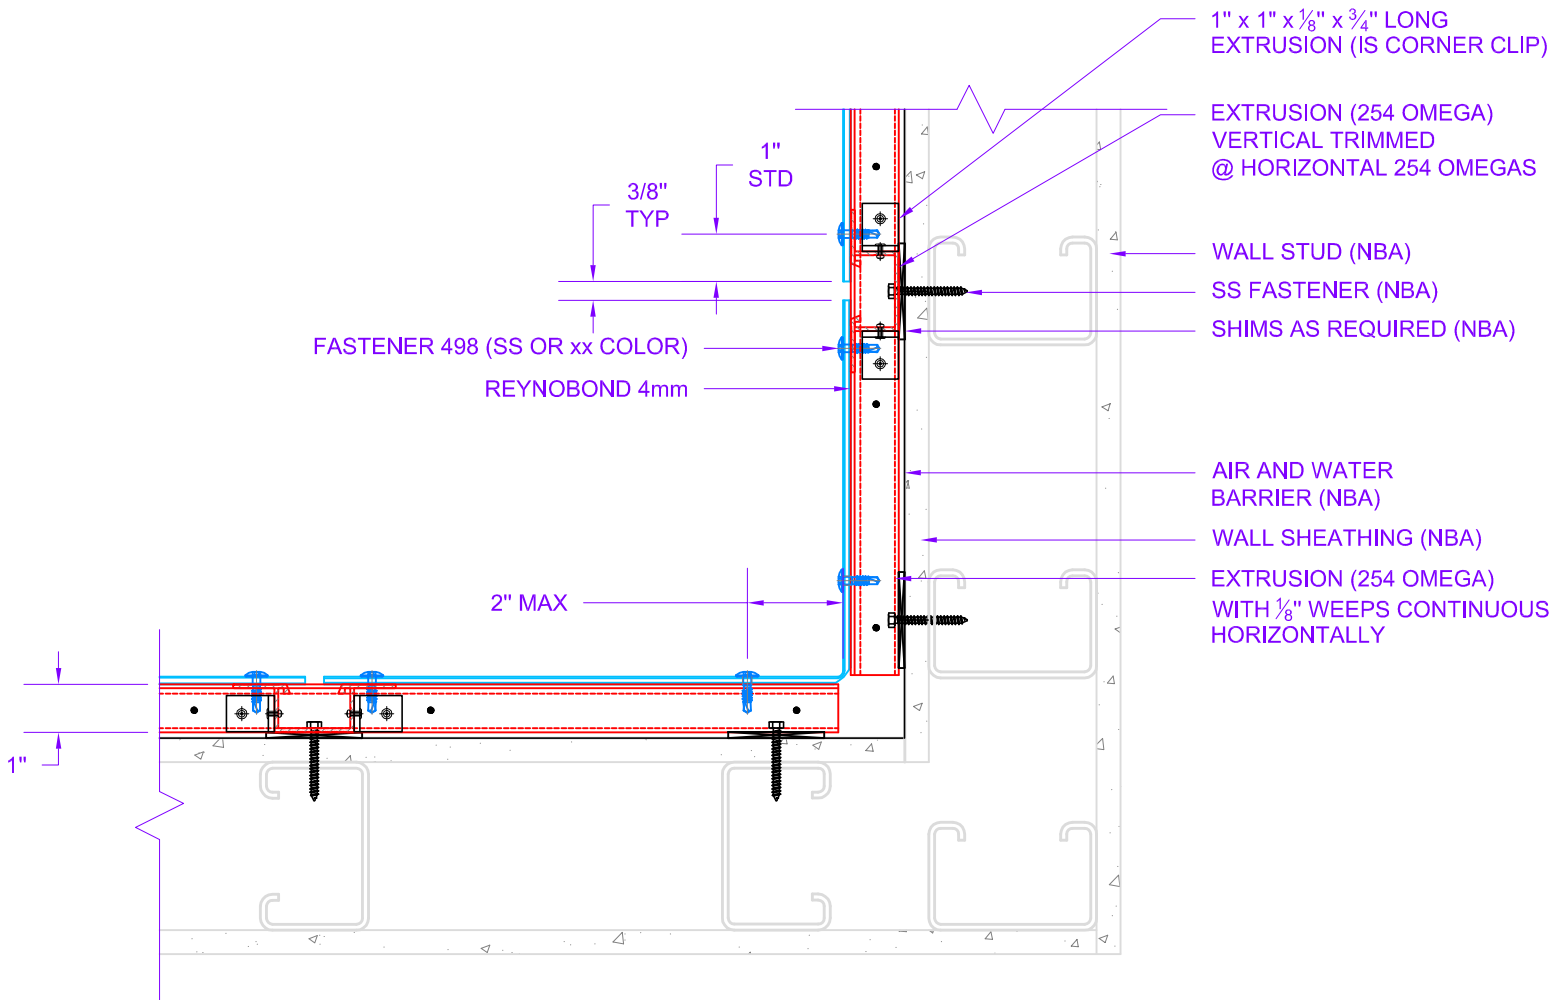 1" x 1" x 1/8" x 3/4" LONG
EXTRUSION (IS CORNER CLIP)
EXTRUSION (254 OMEGA)
VERTICAL TRIMMED
@ HORIZONTAL 254 OMEGAS
1"
STD
3/8"
TYP
WALL STUD (NBA)
SS FASTENER (NBA)
SHIMS AS REQUIRED (NBA)
FASTENER 498 (SS OR xx COLOR)
REYNOBOND 4mm
AIR AND WATER
BARRIER (NBA)
WALL SHEATHING (NBA)
EXTRUSION (254 OMEGA)
WITH 1/8" WEEPS CONTINUOUS
HORIZONTALLY
2" MAX
1"